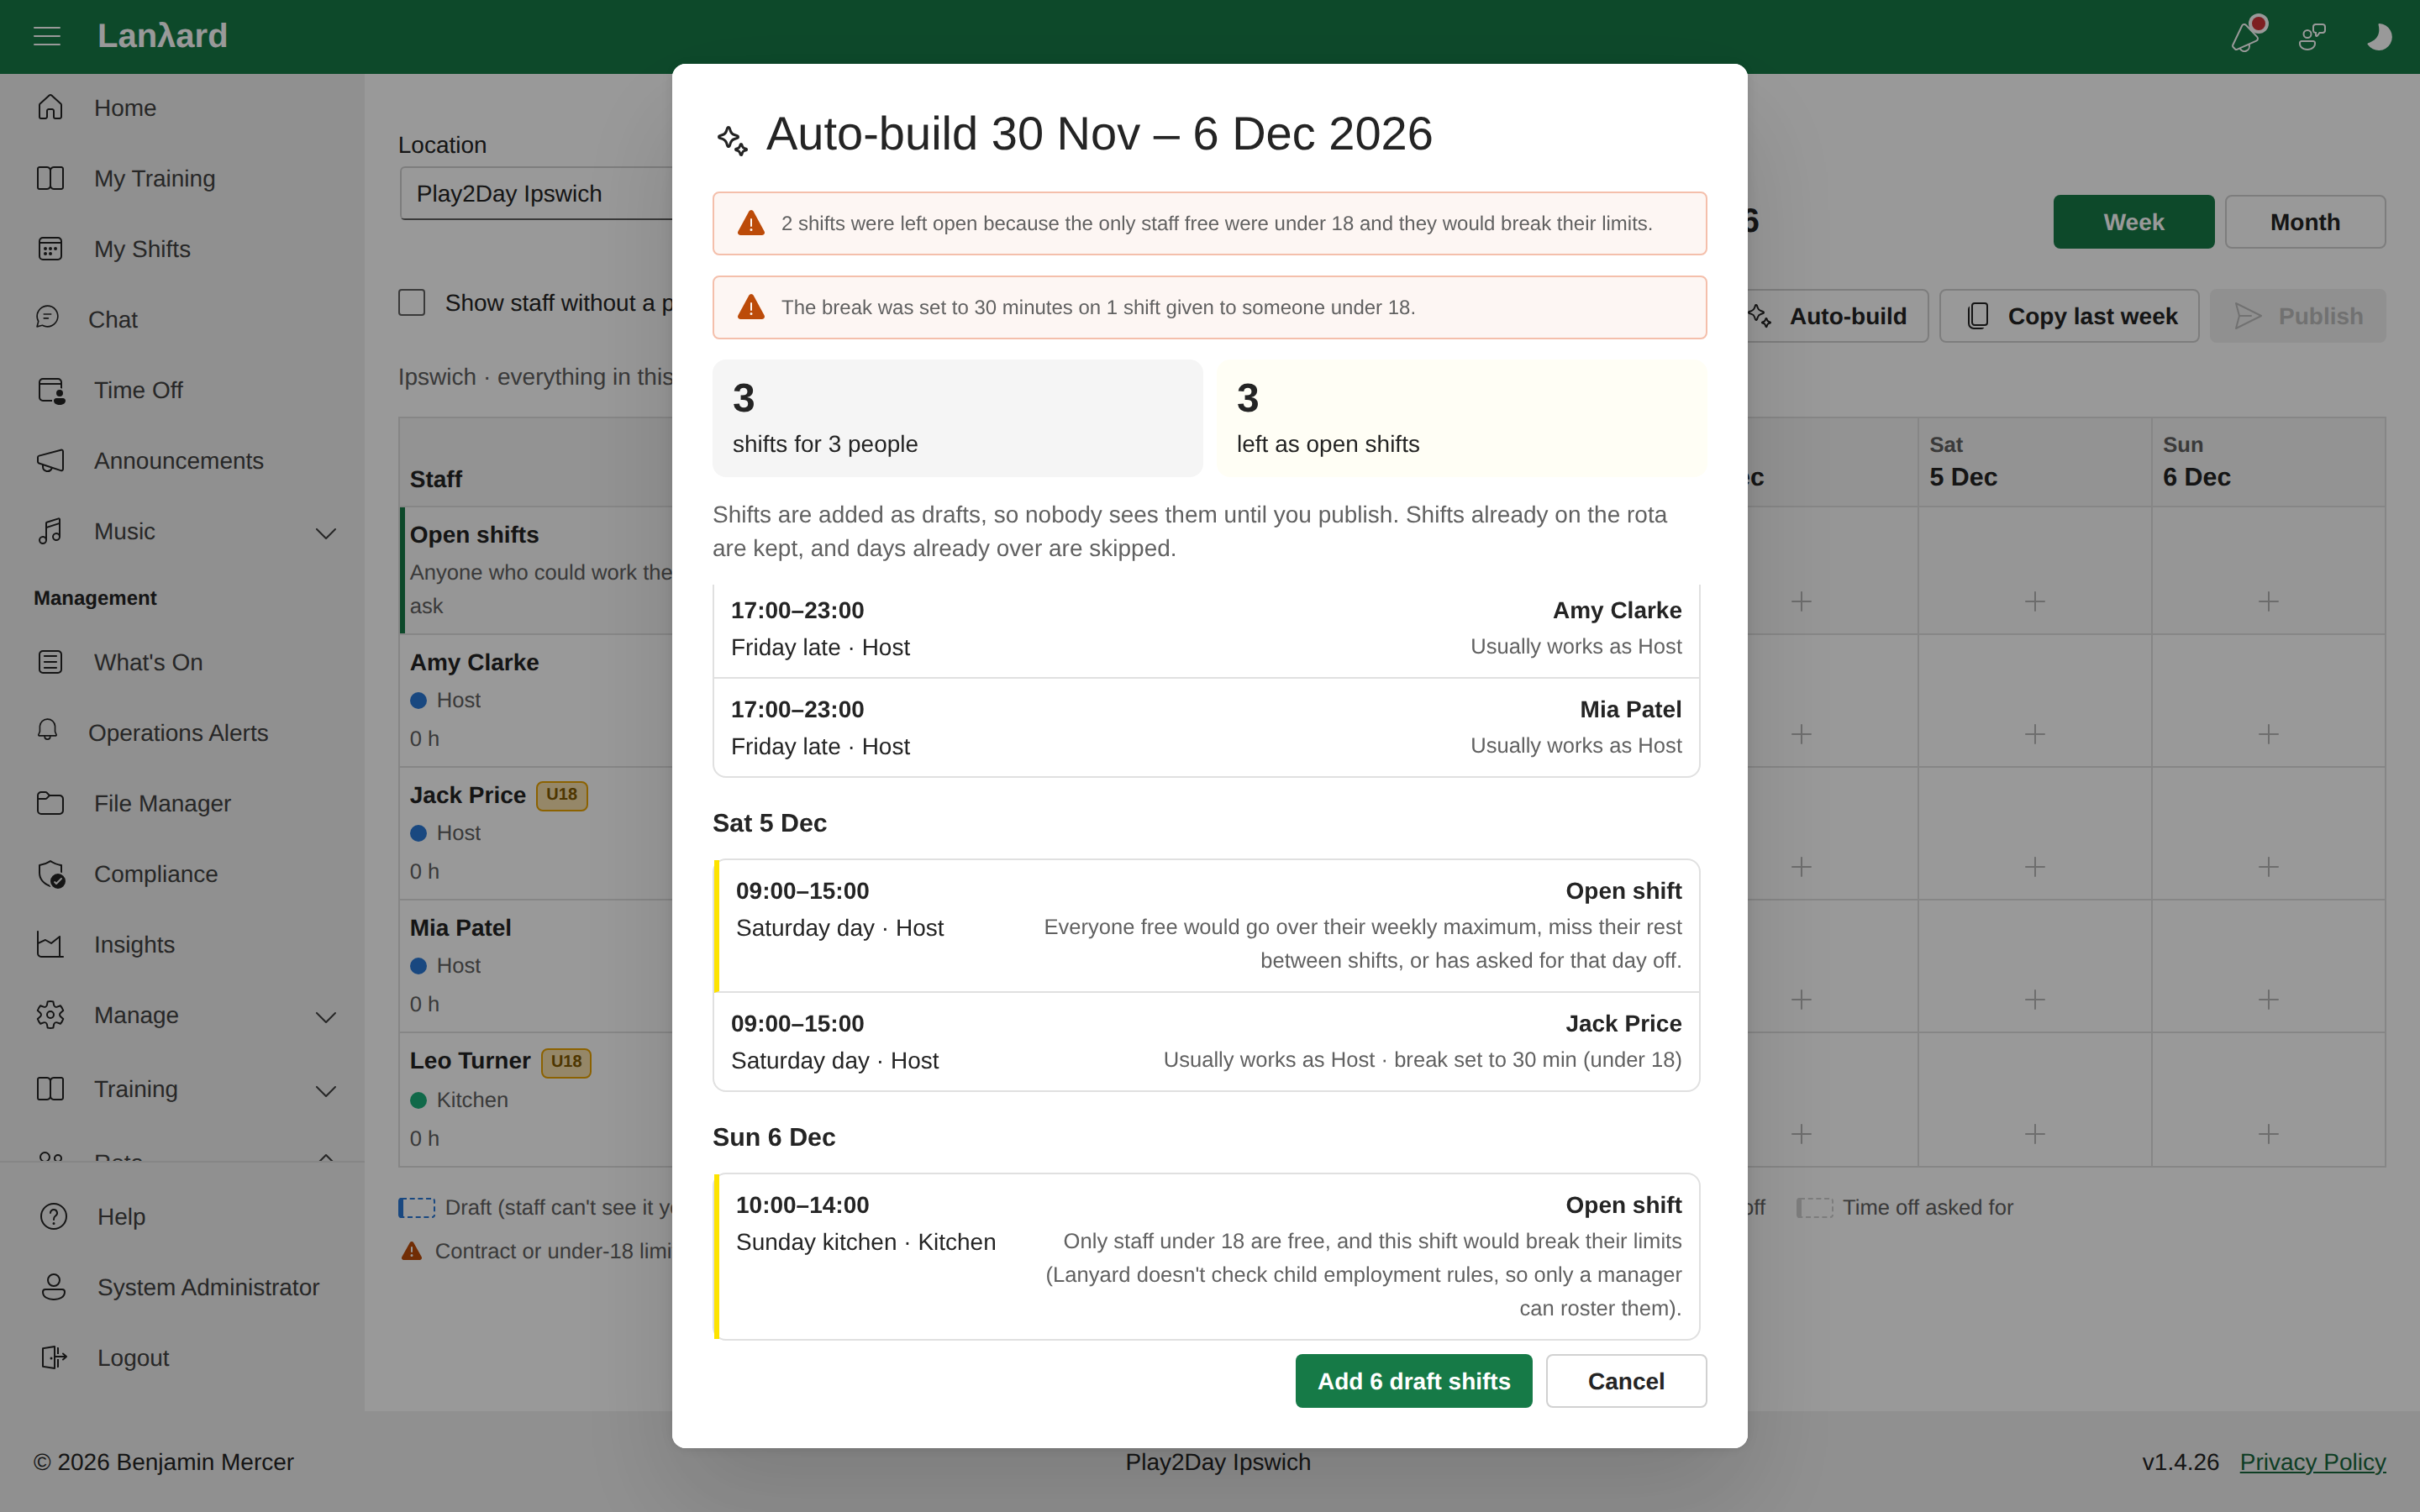 Lanλard
Home
My Training
My Shifts
Chat
Time Off
Announcements
Music
Management
What's On
Operations Alerts
File Manager
Compliance
Insights
Manage
Training
Help
System Administrator
Logout
Location
Play2Day Ipswich
Show staff without a p
Ipswich · everything in this
Staff
Open shifts
Anyone who could work the
ask
Amy Clarke
Host
0 h
Jack Price U18
Host
0 h
Mia Patel
Host
0 h
Leo Turner U18
Kitchen
0 h
Draft (staff can't see it
Contract or under-18 limi
Auto-build 30 Nov – 6 Dec 2026
2 shifts were left open because the only staff free were under 18 and they would break their limits.
The break was set to 30 minutes on 1 shift given to someone under 18.
3
shifts for 3 people
3
left as open shifts
Shifts are added as drafts, so nobody sees them until you publish. Shifts already on the rota
are kept, and days already over are skipped.
17:00–23:00 Amy Clarke
Friday late · Host Usually works as Host
17:00–23:00 Mia Patel
Friday late · Host Usually works as Host
Sat 5 Dec
09:00–15:00 Open shift
Saturday day · Host Everyone free would go over their weekly maximum, miss their rest
between shifts, or has asked for that day off.
09:00–15:00 Jack Price
Saturday day · Host Usually works as Host · break set to 30 min (under 18)
Sun 6 Dec
10:00–14:00 Open shift
Sunday kitchen · Kitchen Only staff under 18 are free, and this shift would break their limits
(Lanyard doesn't check child employment rules, so only a manager
can roster them).
Add 6 draft shifts Cancel
6
Week Month
Auto-build Copy last week Publish
Sat
5 Dec
Sun
6 Dec
Time off asked for
© 2026 Benjamin Mercer
Play2Day Ipswich
v1.4.26 Privacy Policy